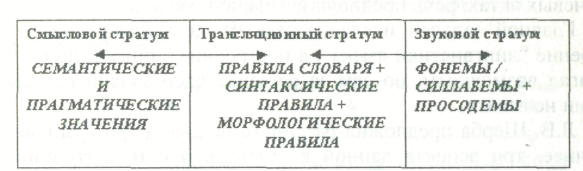 Смысловой стратум
СЕМАНТИЧЕСКИЕ
И
ПРАГМАТИЧЕСКИЕ
ЗНАЧЕНИЯ
Трансляционный стратум
ПРАВИЛА СЛОВАРЯ +
СИНТАКСИЧЕСКИЕ
ПРАВИЛА +
МОРФОЛОГИЧЕСКИЕ
ПРАВИЛА
Звуковой стратум
ФОНЕМЫ /
СИЛЛАБЕМЫ +
ПРОСОДЕМЫ